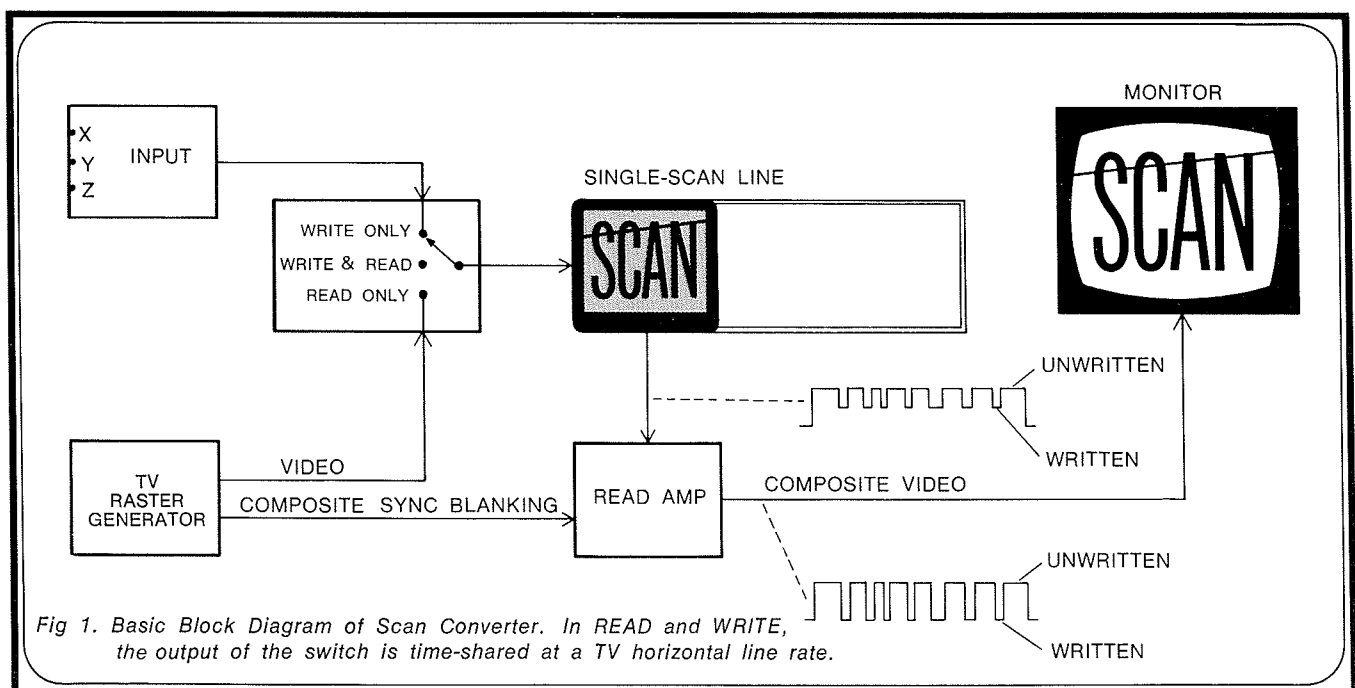 MONITOR
X
Y
Z
INPUT
SCAN
SINGLE-SCAN LINE
WRITE ONLY
WRITE & READ
READ ONLY
SCAN
UNWRITTEN
WRITTEN
TV
RASTER
GENERATOR
VIDEO
COMPOSITE SYNC BLANKING
READ AMP
COMPOSITE VIDEO
UNWRITTEN
WRITTEN
Fig 1. Basic Block Diagram of Scan Converter. In READ and WRITE,
the output of the switch is time-shared at a TV horizontal line rate.